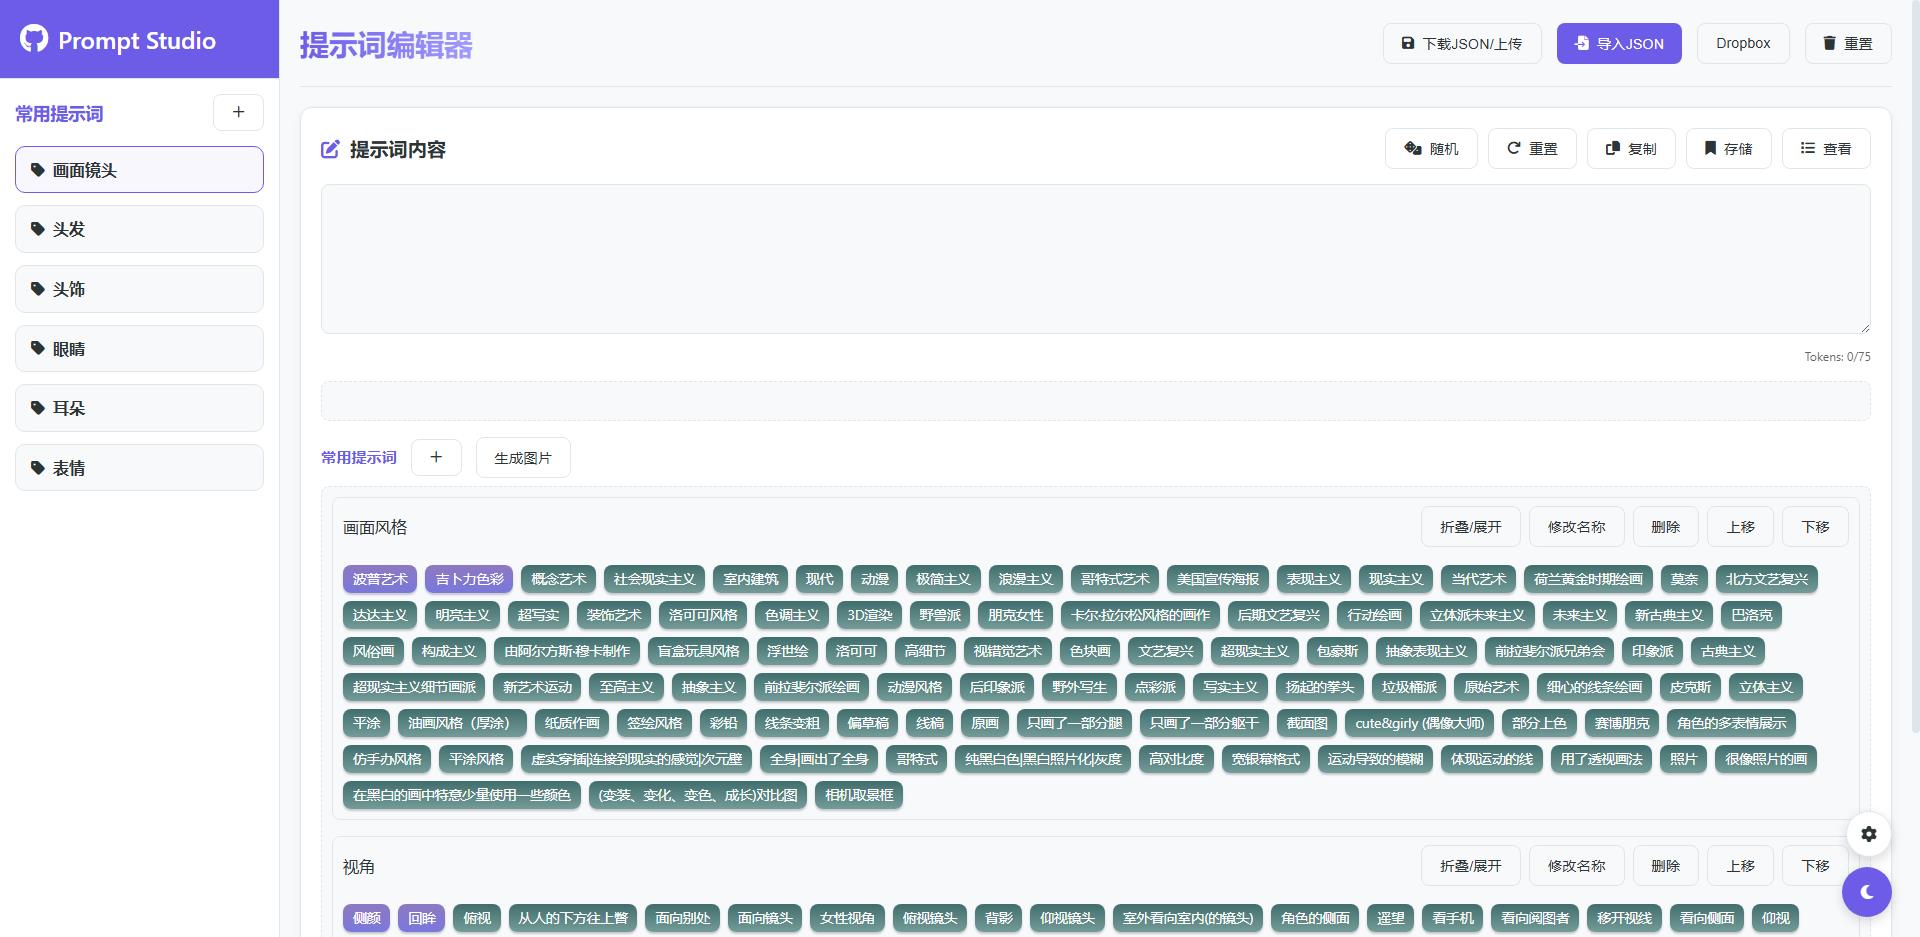 Prompt Studio
常用提示词
+
画面镜头
头发
头饰
眼睛
耳朵
表情
提示词编辑器
下载JSON/上传
导入JSON
Dropbox
重置
提示词内容
随机
重置
复制
存储
查看
Tokens: 0/75
常用提示词
+
生成图片
画面风格
折叠/展开
修改名称
删除
上移
下移
波普艺术 吉卜力色彩 概念艺术 社会现实主义 室内建筑 现代 动漫 极简主义 浪漫主义 哥特式艺术 美国宣传海报 表现主义 现实主义 当代艺术 荷兰黄金时期绘画 莫奈 北方文艺复兴
达达主义 明亮主义 超写实 装饰艺术 洛可可风格 色调主义 3D渲染 野兽派 朋克女性 卡尔·拉尔松风格的画作 后期文艺复兴 行动绘画 立体派未来主义 未来主义 新古典主义 巴洛克
风俗画 构成主义 由阿尔方斯·穆卡制作 盲盒玩具风格 浮世绘 洛可可 高细节 视错觉艺术 色块画 文艺复兴 超现实主义 包豪斯 抽象表现主义 前拉斐尔派兄弟会 印象派 古典主义
超现实主义细节画派 新艺术运动 至高主义 抽象主义 前拉斐尔派绘画 动漫风格 后印象派 野外写生 点彩派 写实主义 扬起的拳头 垃圾桶派 原始艺术 细心的线条绘画 皮克斯 立体主义
平涂 油画风格（厚涂） 纸质作画 签绘风格 彩铅 线条变粗 偏草稿 线稿 原画 只画了一部分腿 只画了一部分躯干 截面图 cute&girly (偶像大师) 部分上色 赛博朋克 角色的多表情展示
仿手办风格 平涂风格 虚实穿插|连接到现实的感觉|次元壁 全身|画出了全身 哥特式 纯黑白色|黑白照片化|灰度 高对比度 宽银幕格式 运动导致的模糊 体现运动的线 用了透视画法 照片 很像照片的画
在黑白的画中特意少量使用一些颜色 (变装、变化、变色、成长)对比图 相机取景框
视角
折叠/展开
修改名称
删除
上移
下移
侧颜 回眸 俯视 从人的下方往上瞥 面向别处 面向镜头 女性视角 俯视镜头 背影 仰视镜头 室外看向室内(的镜头) 角色的侧面 遥望 看手机 看向阅图者 移开视线 看向侧面 仰视